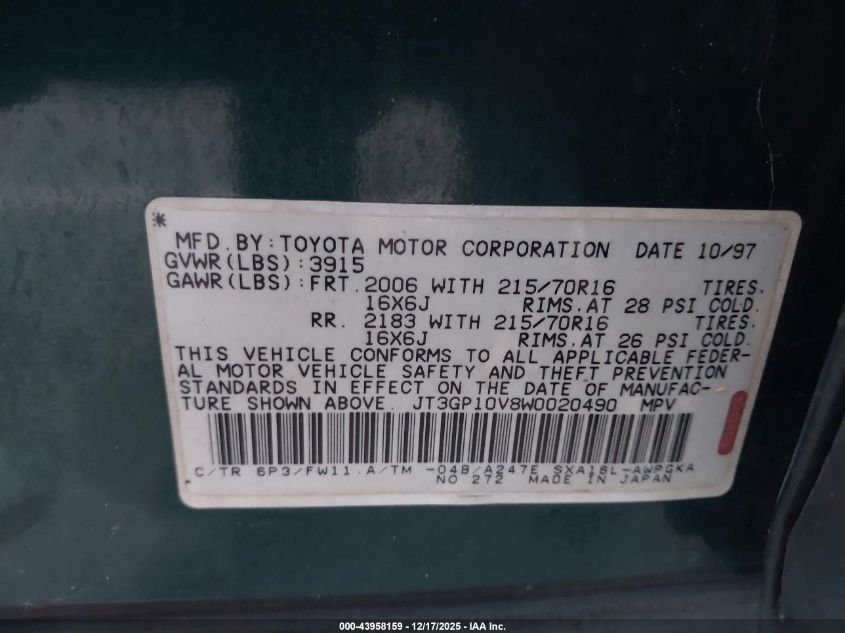 *
MFD.BY:TOYOTA MOTOR CORPORATION DATE 10/97
GVWR(LBS):3915
GAWR(LBS):FRT.2006 WITH 215/70R16 TIRES.
16X6J RIMS.AT 28 PSI COLD.
RR. 2183 WITH 215/70R16 TIRES.
16X6J RIMS.AT 26 PSI COLD.
THIS VEHICLE CONFORMS TO ALL APPLICABLE FEDER-
AL MOTOR VEHICLE SAFETY AND THEFT PREVENTION
STANDARDS IN EFFECT ON THE DATE OF MANUFAC-
TURE SHOWN ABOVE. JT3GP10V8W0020490 MPV
C/TR 6P3/FW11.A/TM -04B/A247E SXA16L-AWPGKA
NO 272 MADE IN JAPAN
000-43958159 - 12/17/2025 - IAA Inc.